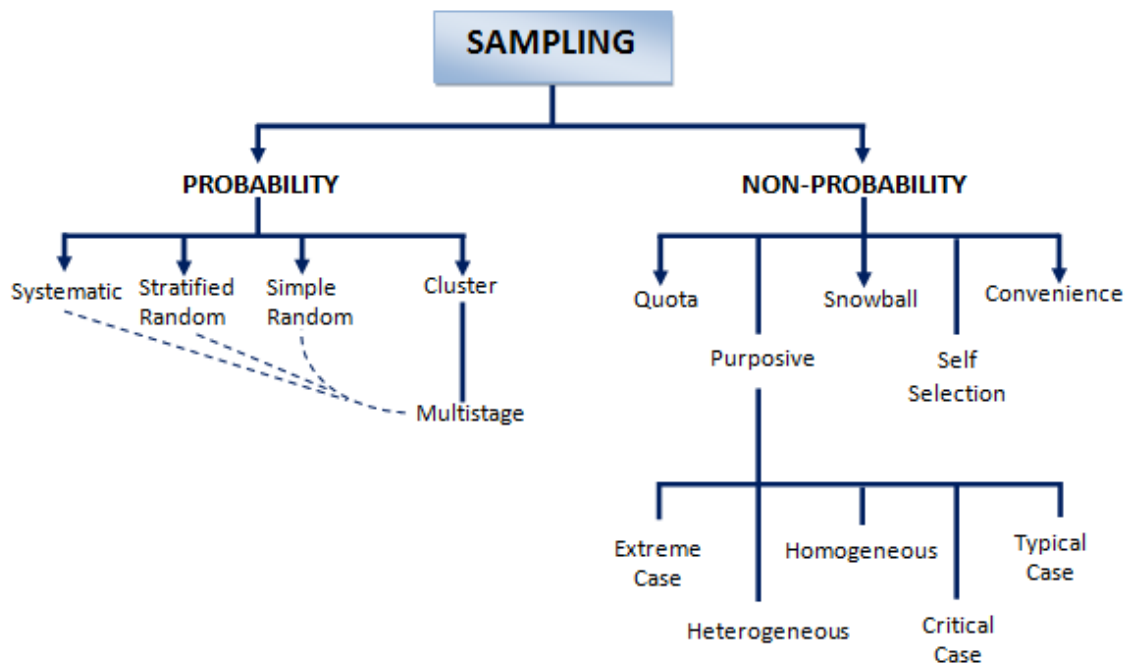 SAMPLING
PROBABILITY
NON-PROBABILITY
Systematic
Stratified
Random
Simple
Random
Cluster
Multistage
Quota
Snowball
Convenience
Purposive
Self
Selection
Extreme
Case
Homogeneous
Typical
Case
Heterogeneous
Critical
Case